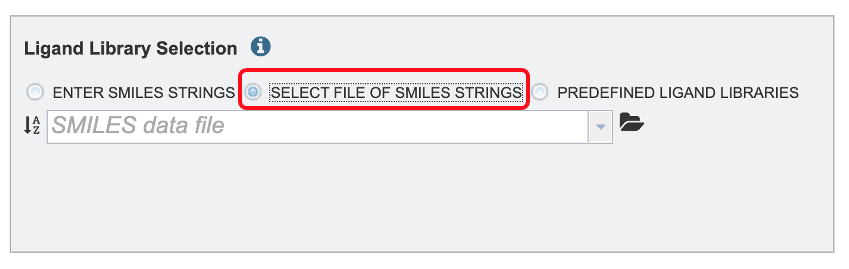 Ligand Library Selection
ENTER SMILES STRINGS SELECT FILE OF SMILES STRINGS PREDEFINED LIGAND LIBRARIES
SMILES data file